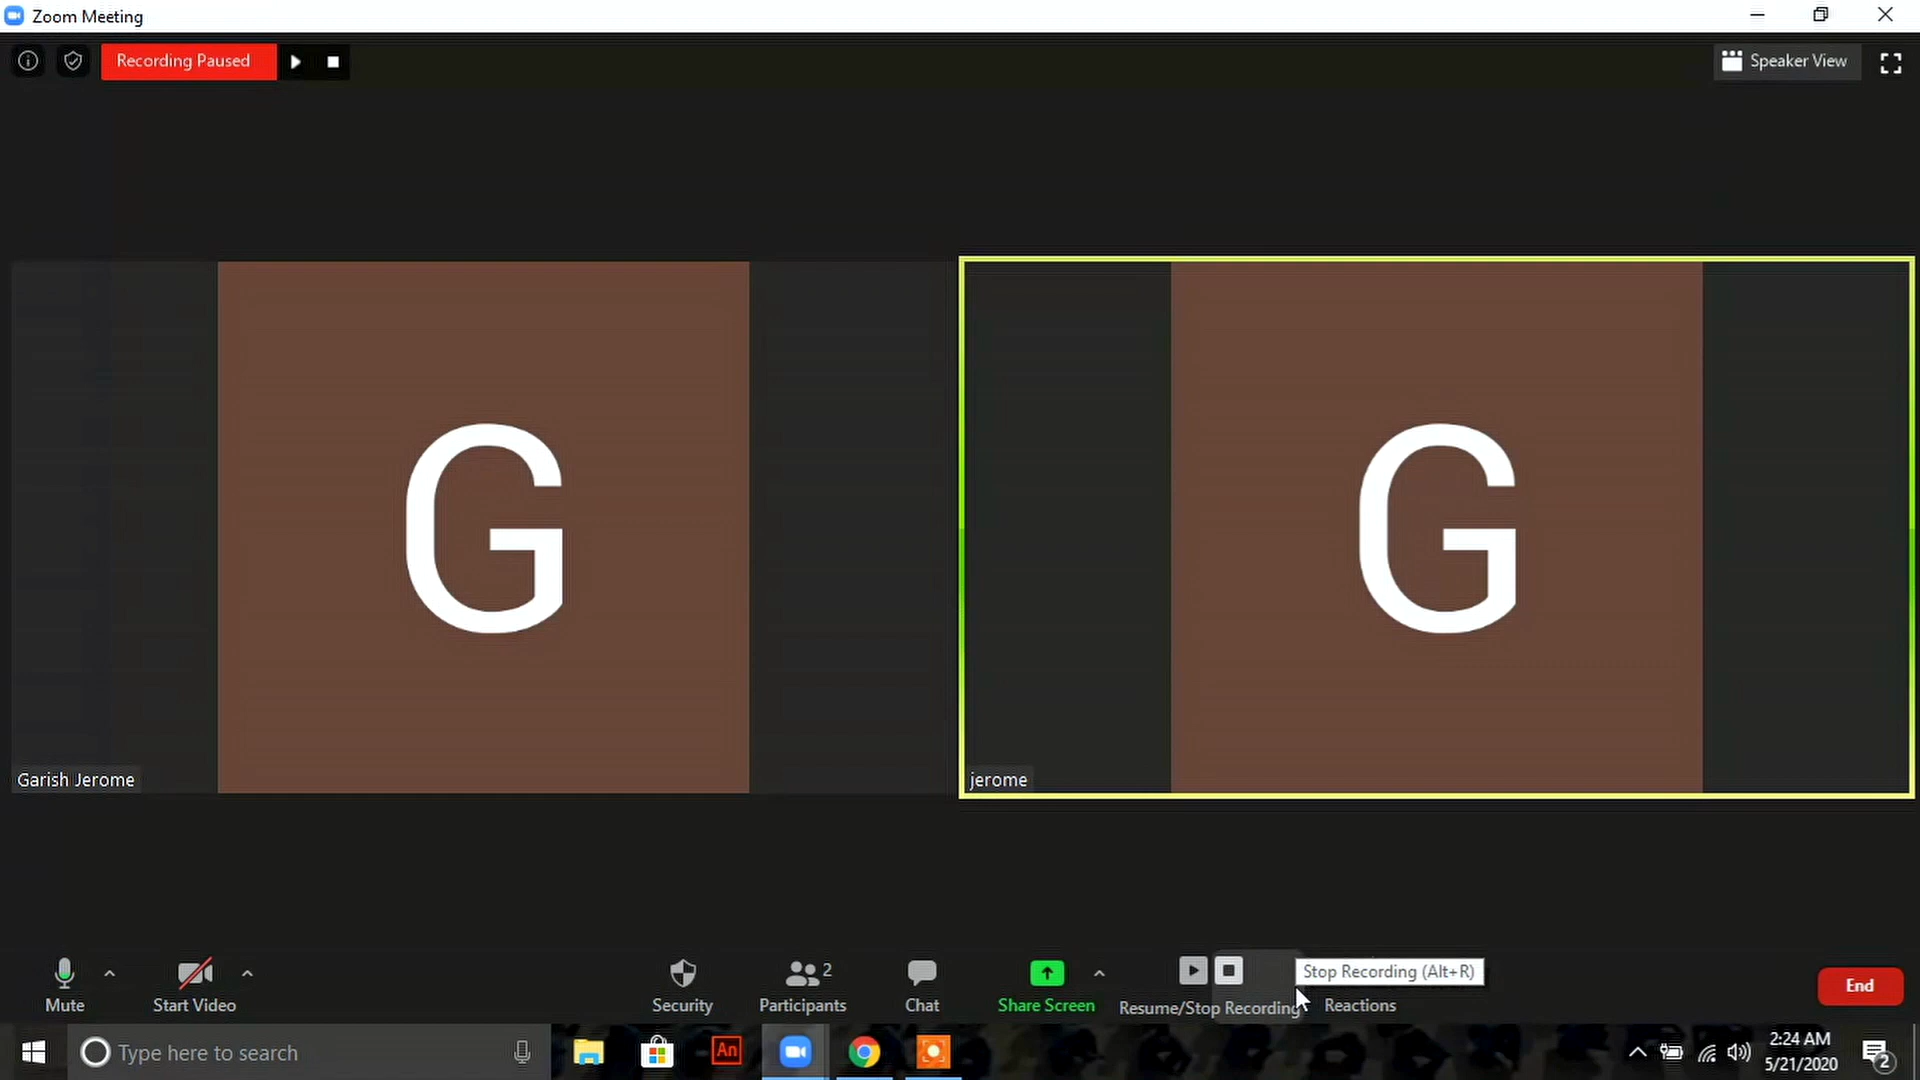 Zoom Meeting
Recording Paused
Speaker View
G
G
Garish Jerome
jerome
2
Stop Recording (Alt+R)
Mute
Start Video
Security
Participants
Chat
Share Screen
Resume/Stop Recording
Reactions
End
Type here to search
An
2:24 AM
5/21/2020
2